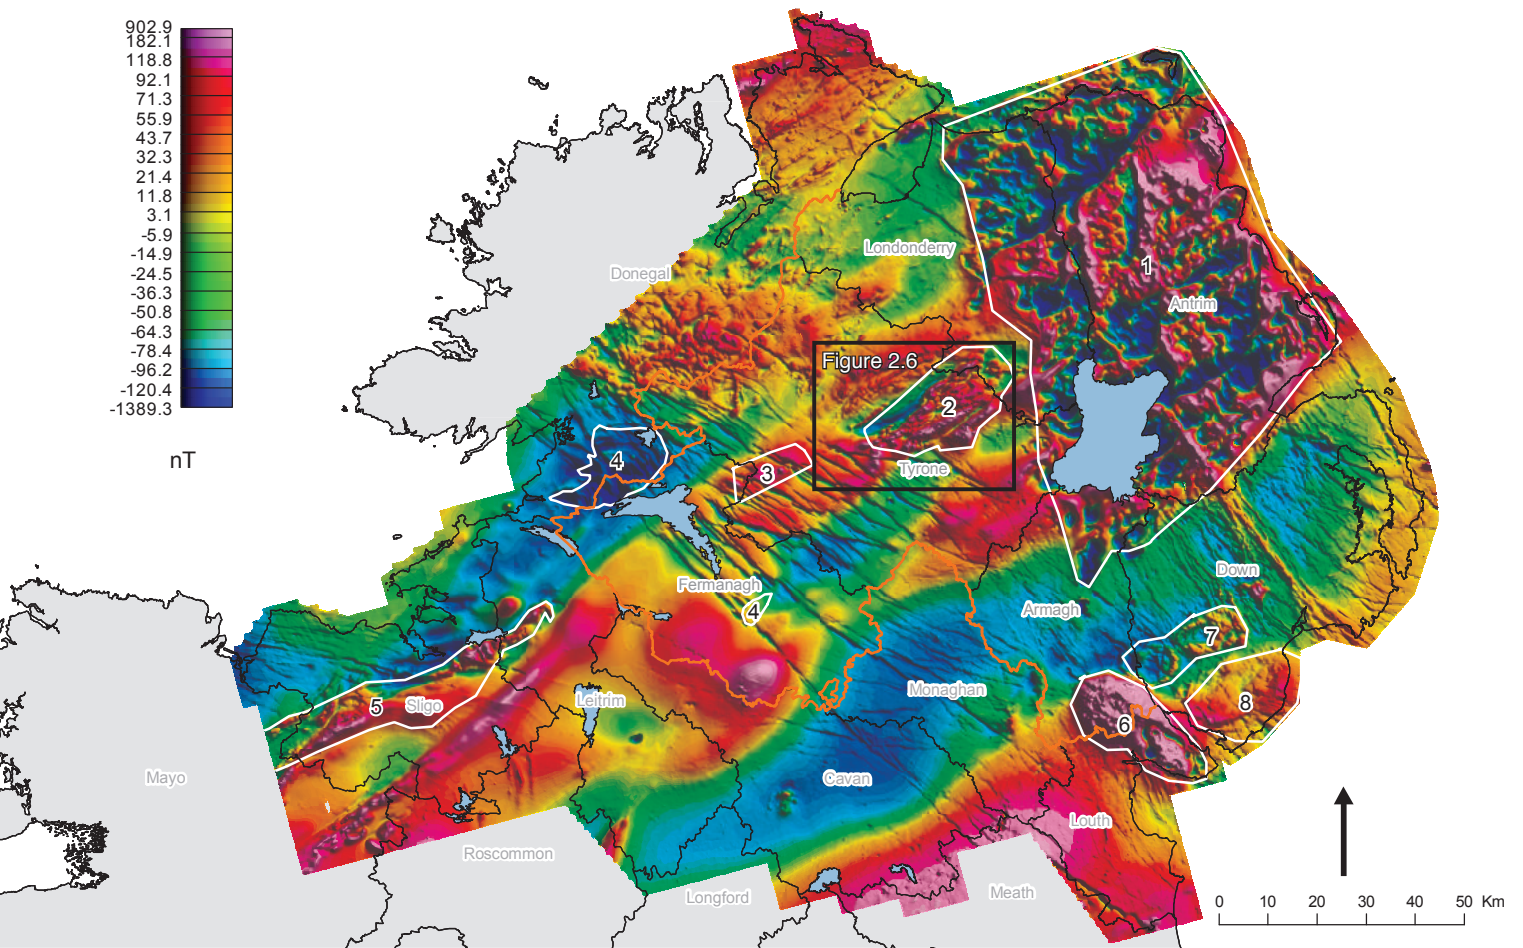 902.9
182.1
118.8
92.1
71.3
55.9
43.7
32.3
21.4
11.8
3.1
-5.9
-14.9
-24.5
-36.3
-50.8
-64.3
-78.4
-96.2
-120.4
-1389.3
nT
Londonderry
Donegal
1
Antrim
Figure 2.6
2
Tyrone
3
4
Fermanagh
4
Down
Armagh
7
5
Sligo
Leitrim
Monaghan
6
8
Mayo
Cavan
Louth
Roscommon
Longford
Meath
0 10 20 30 40 50 Km